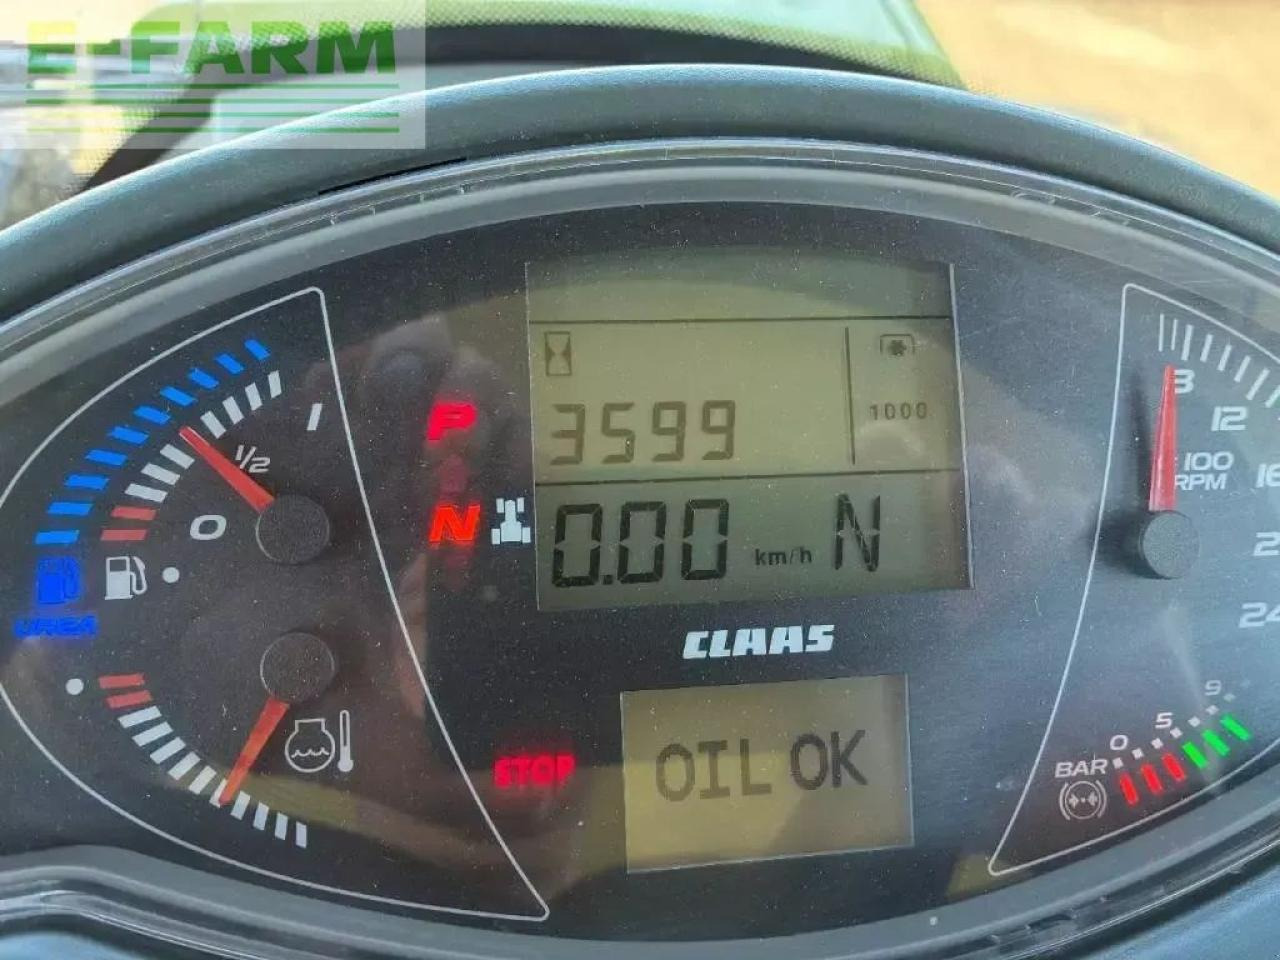 E-FARM
3599
1000
0.00 km/h N
P
N
CLAAS
STOP
OIL OK
1
1/2
0
UREA
8
12
16
24
100
RPM
9
5
0
BAR